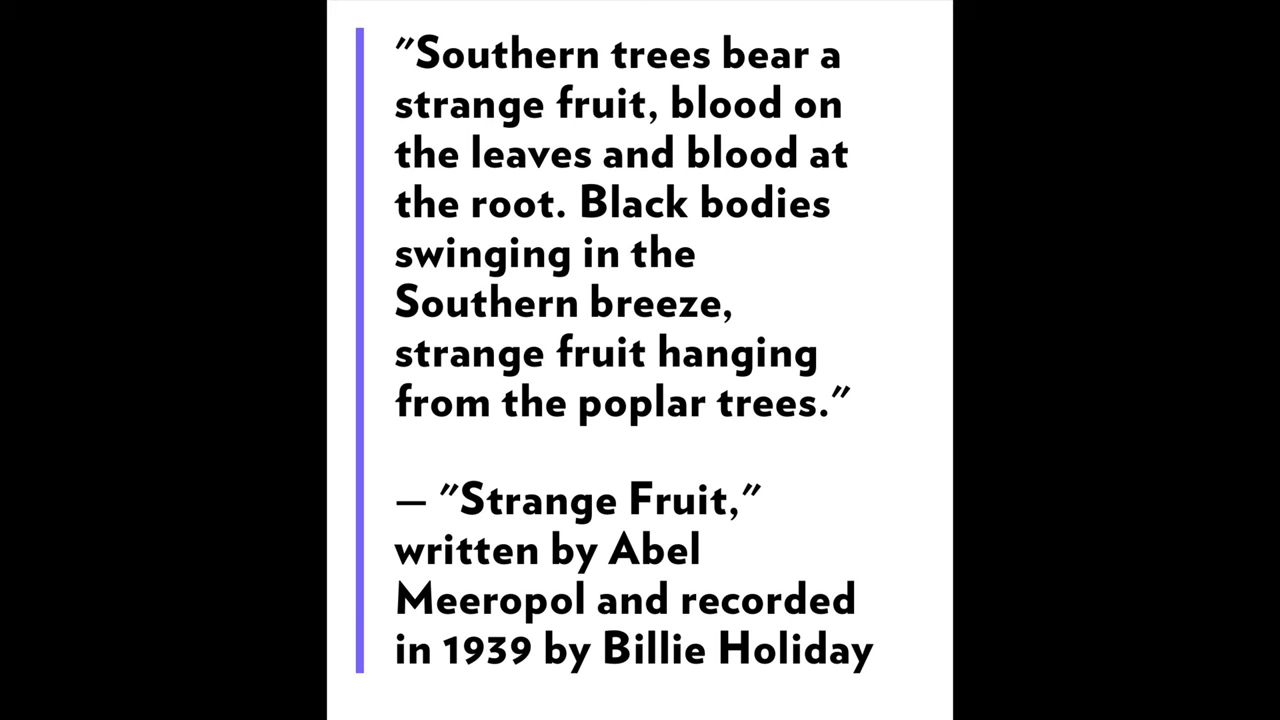 "Southern trees bear a
strange fruit, blood on
the leaves and blood at
the root. Black bodies
swinging in the
Southern breeze,
strange fruit hanging
from the poplar trees."
— "Strange Fruit,"
written by Abel
Meeropol and recorded
in 1939 by Billie Holiday